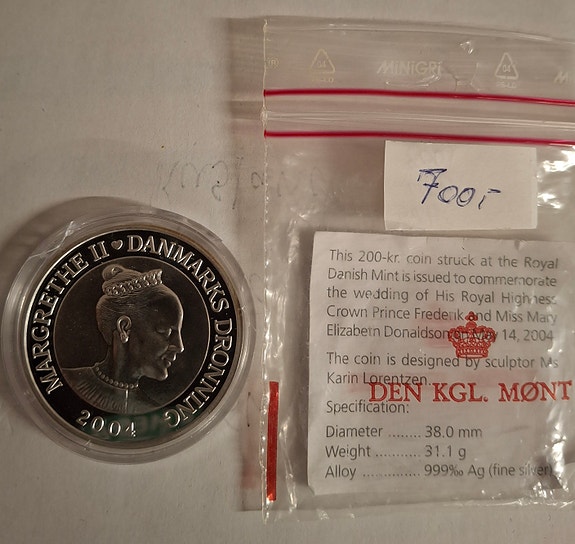 MiNiGRiP
MARGRETHE II ♥ DANMARKS DRONNING
2004
700,-
This 200-kr. coin struck at the Royal
Danish Mint is issued to commemorate
the wedding of His Royal Highness
Crown Prince Frederik and Miss Mary
Elizabeth Donaldson, 14, 2004
The coin is designed by sculptor Ms
Karin Lorentzen.
DEN KGL. MØNT
Specification:
Diameter ........ 38.0 mm
Weight ........... 31.1 g
Alloy .............. 999‰ Ag (fine silver)